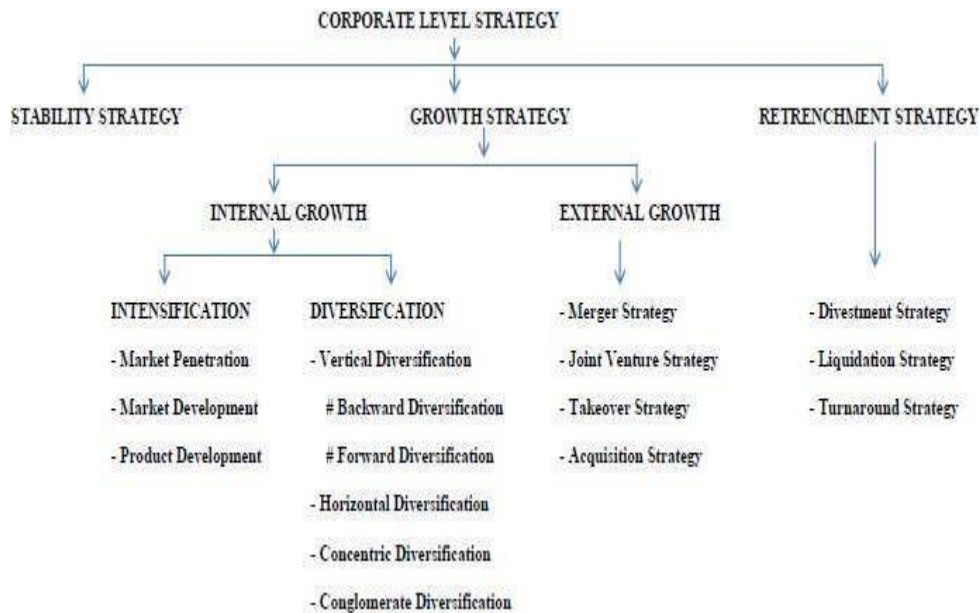 CORPORATE LEVEL STRATEGY
STABILITY STRATEGY
GROWTH STRATEGY
RETRENCHMENT STRATEGY
INTERNAL GROWTH
EXTERNAL GROWTH
INTENSIFICATION
- Market Penetration
- Market Development
- Product Development
DIVERSIFCATION
- Vertical Diversification
# Backward Diversification
# Forward Diversification
- Horizontal Diversification
- Concentric Diversification
- Conglomerate Diversification
- Merger Strategy
- Joint Venture Strategy
- Takeover Strategy
- Acquisition Strategy
- Divestment Strategy
- Liquidation Strategy
- Turnaround Strategy